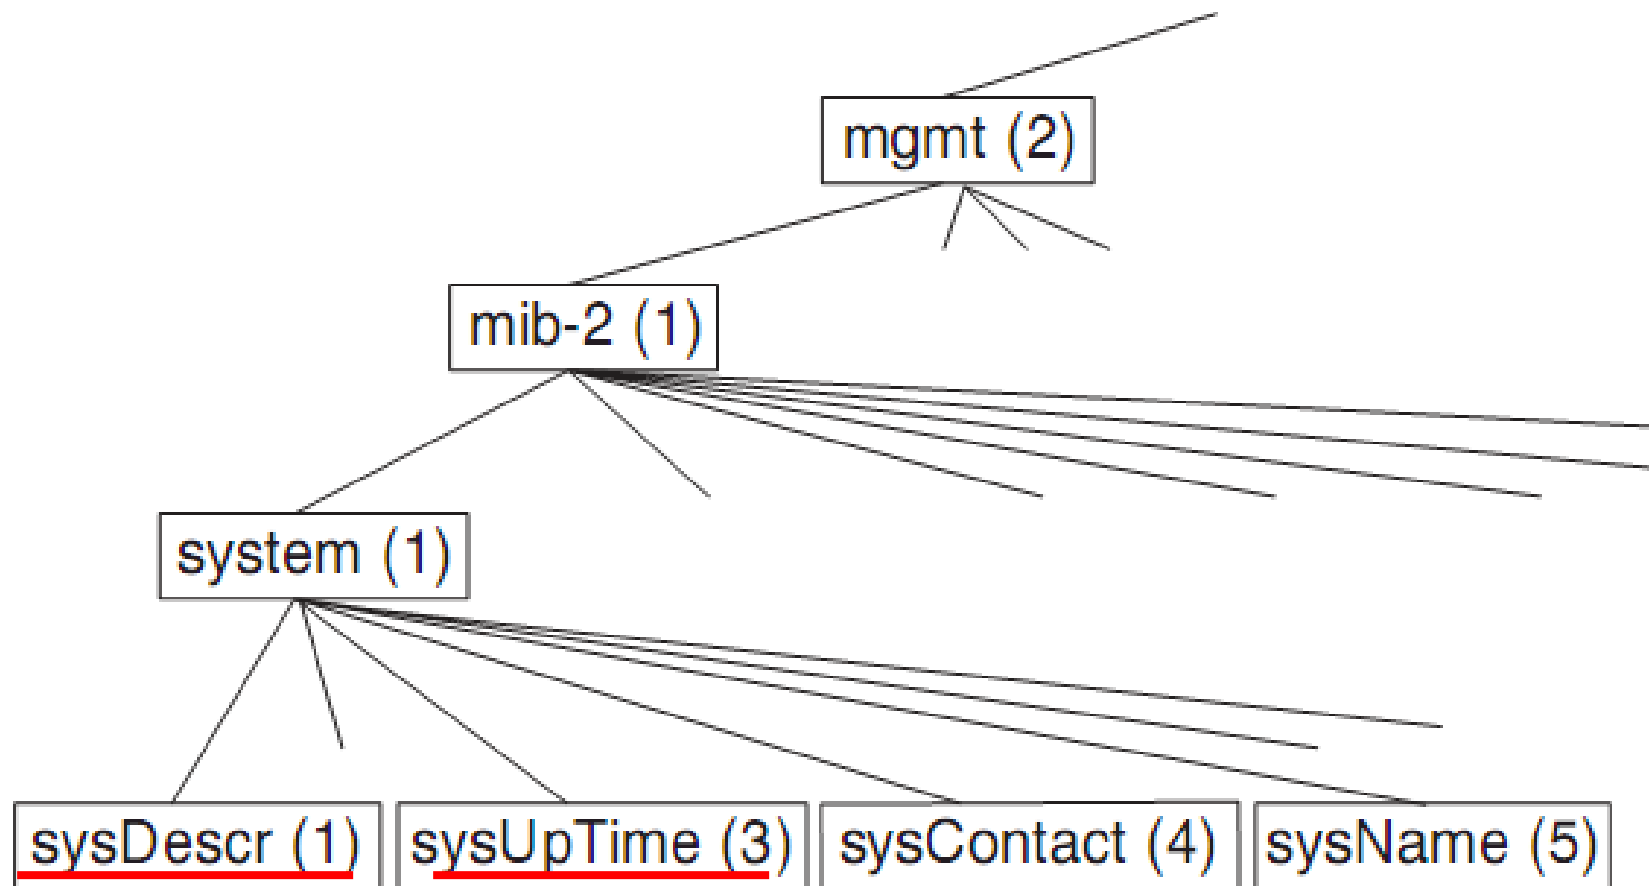 mgmt (2)
mib-2 (1)
system (1)
sysDescr (1) sysUpTime (3) sysContact (4) sysName (5)